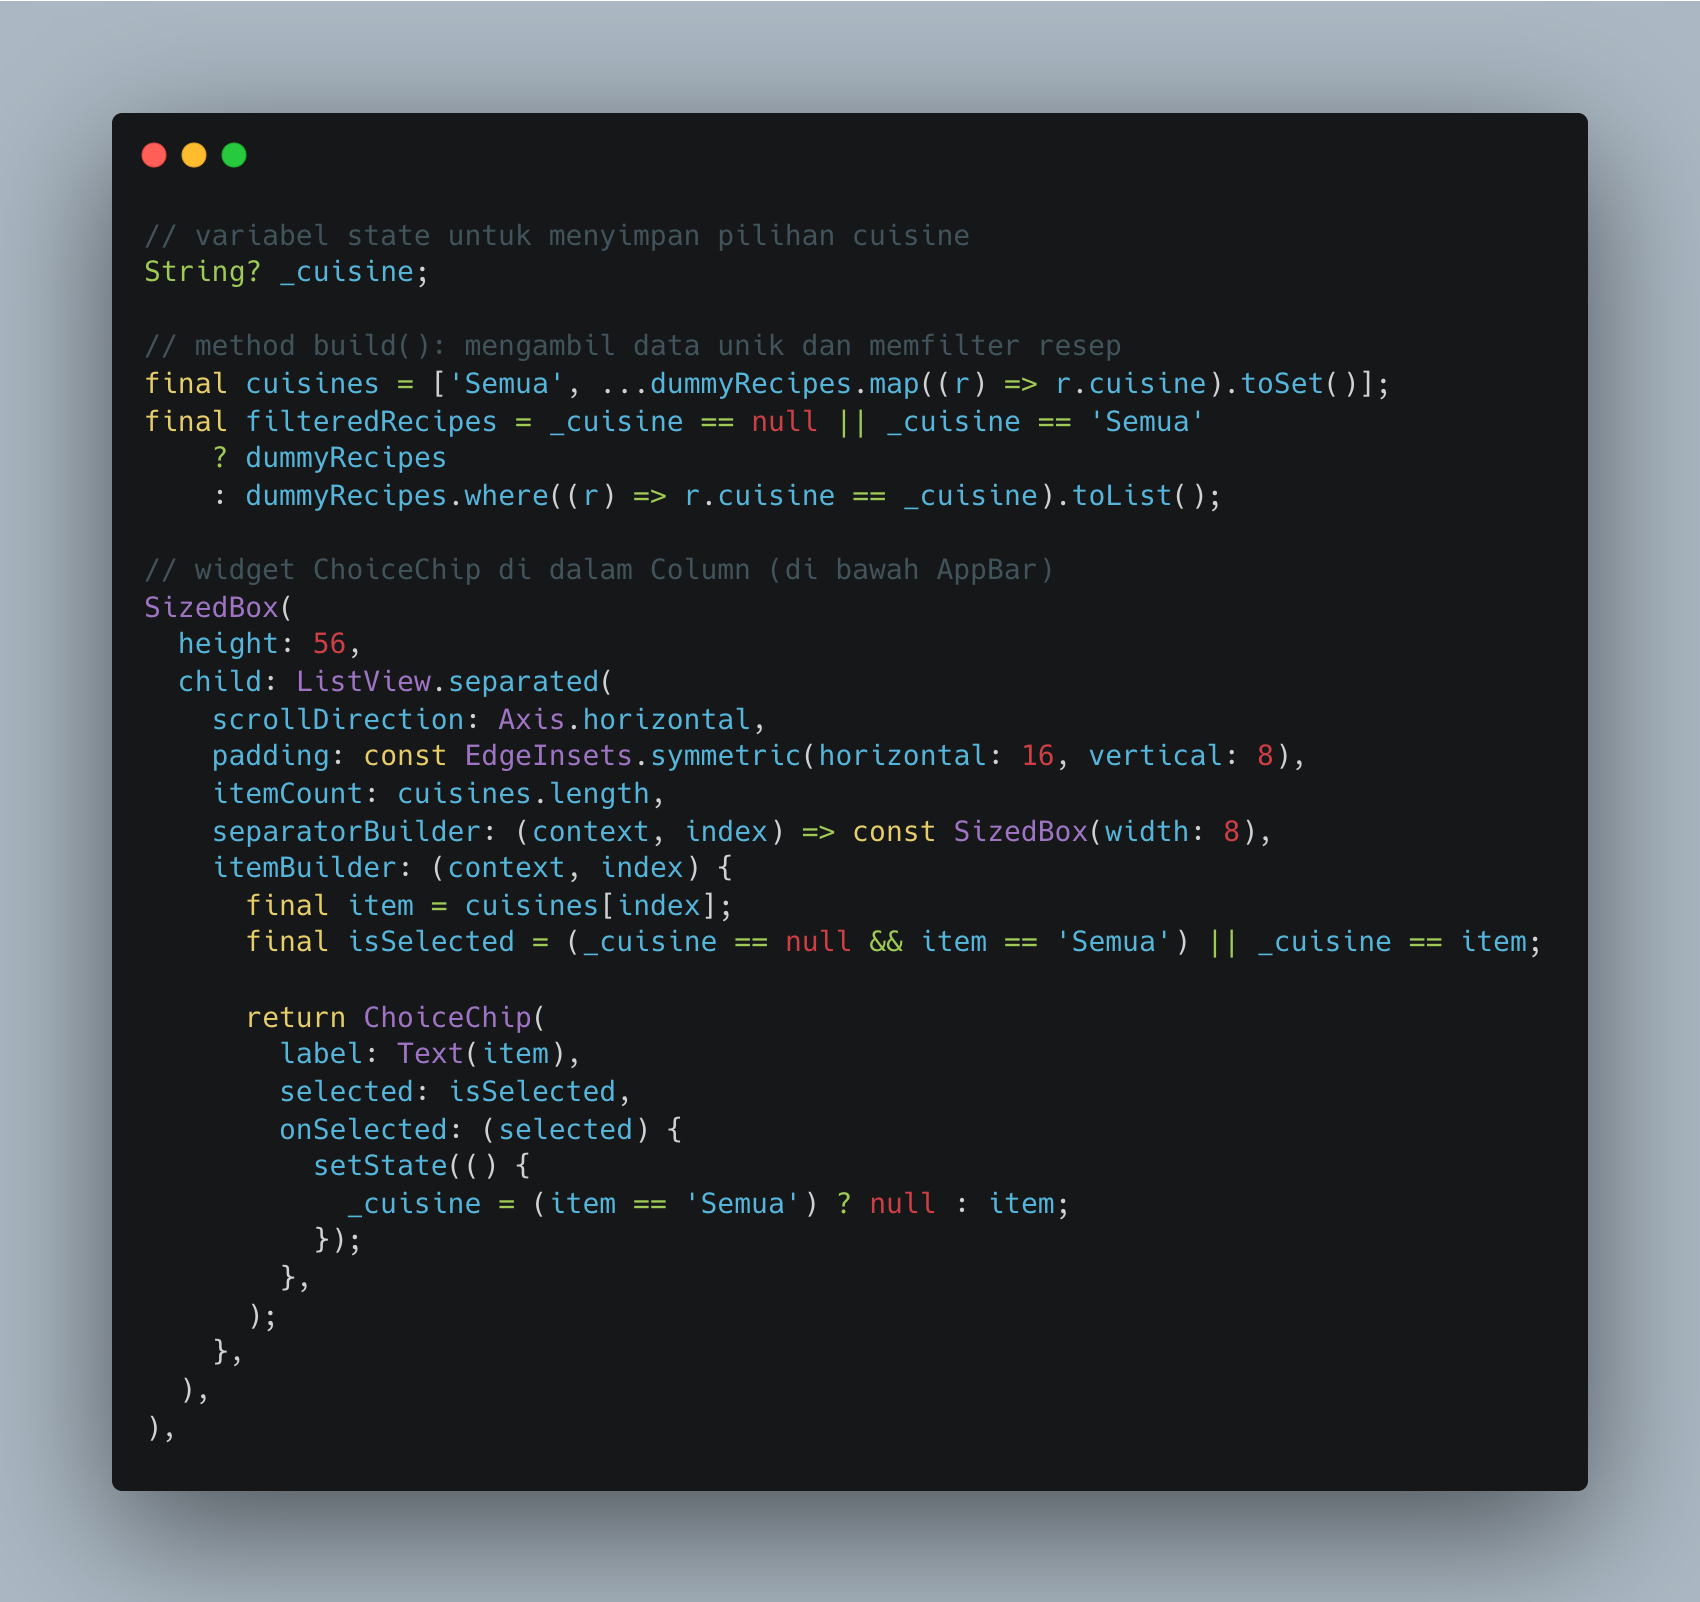 // variabel state untuk menyimpan pilihan cuisine
String? _cuisine;

// method build(): mengambil data unik dan memfilter resep
final cuisines = ['Semua', ...dummyRecipes.map((r) => r.cuisine).toSet()];
final filteredRecipes = _cuisine == null || _cuisine == 'Semua'
    ? dummyRecipes
    : dummyRecipes.where((r) => r.cuisine == _cuisine).toList();

// widget ChoiceChip di dalam Column (di bawah AppBar)
SizedBox(
  height: 56,
  child: ListView.separated(
    scrollDirection: Axis.horizontal,
    padding: const EdgeInsets.symmetric(horizontal: 16, vertical: 8),
    itemCount: cuisines.length,
    separatorBuilder: (context, index) => const SizedBox(width: 8),
    itemBuilder: (context, index) {
      final item = cuisines[index];
      final isSelected = (_cuisine == null && item == 'Semua') || _cuisine == item;

      return ChoiceChip(
        label: Text(item),
        selected: isSelected,
        onSelected: (selected) {
          setState(() {
            _cuisine = (item == 'Semua') ? null : item;
          });
        },
      );
    },
  ),
),